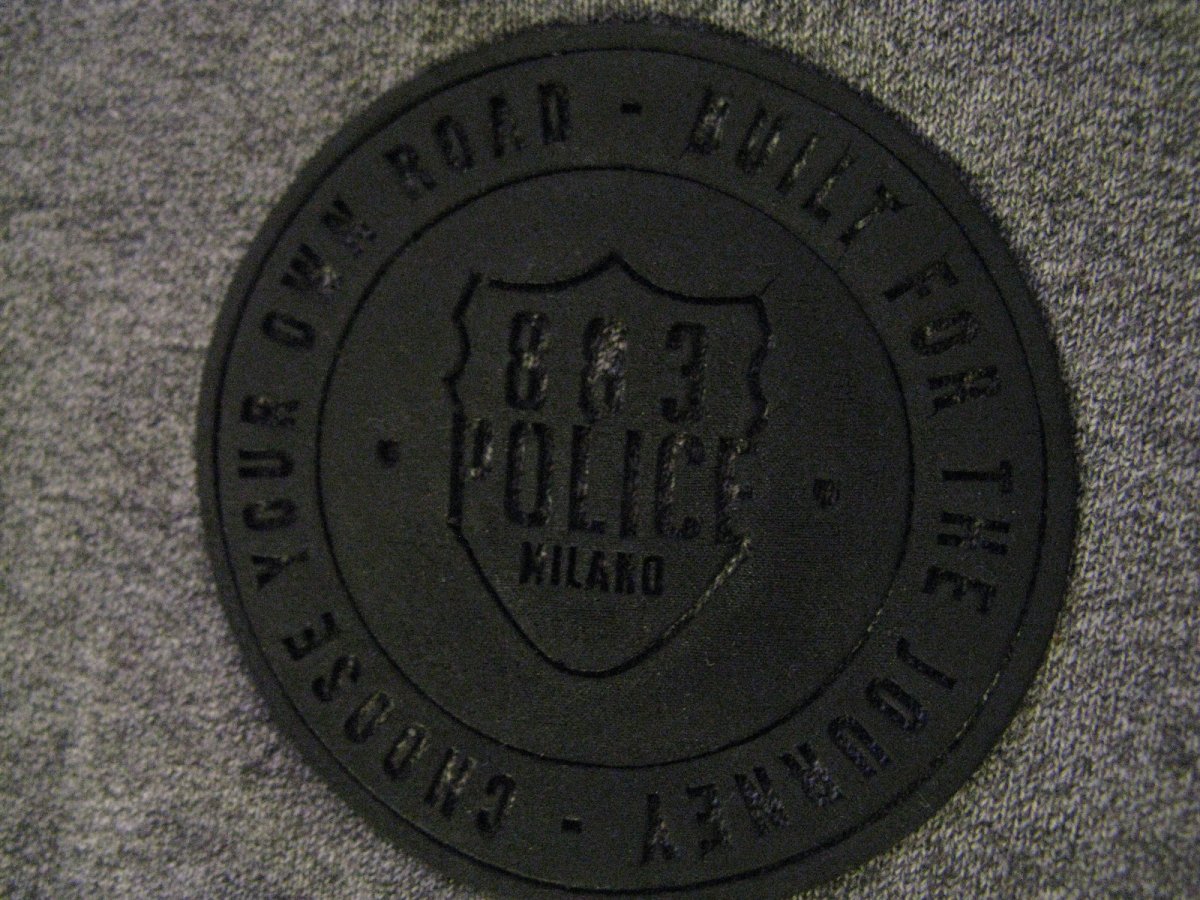 CHOOSE YOUR OWN ROAD - BUILT FOR THE JOURNEY -
883
POLICE
MILANO